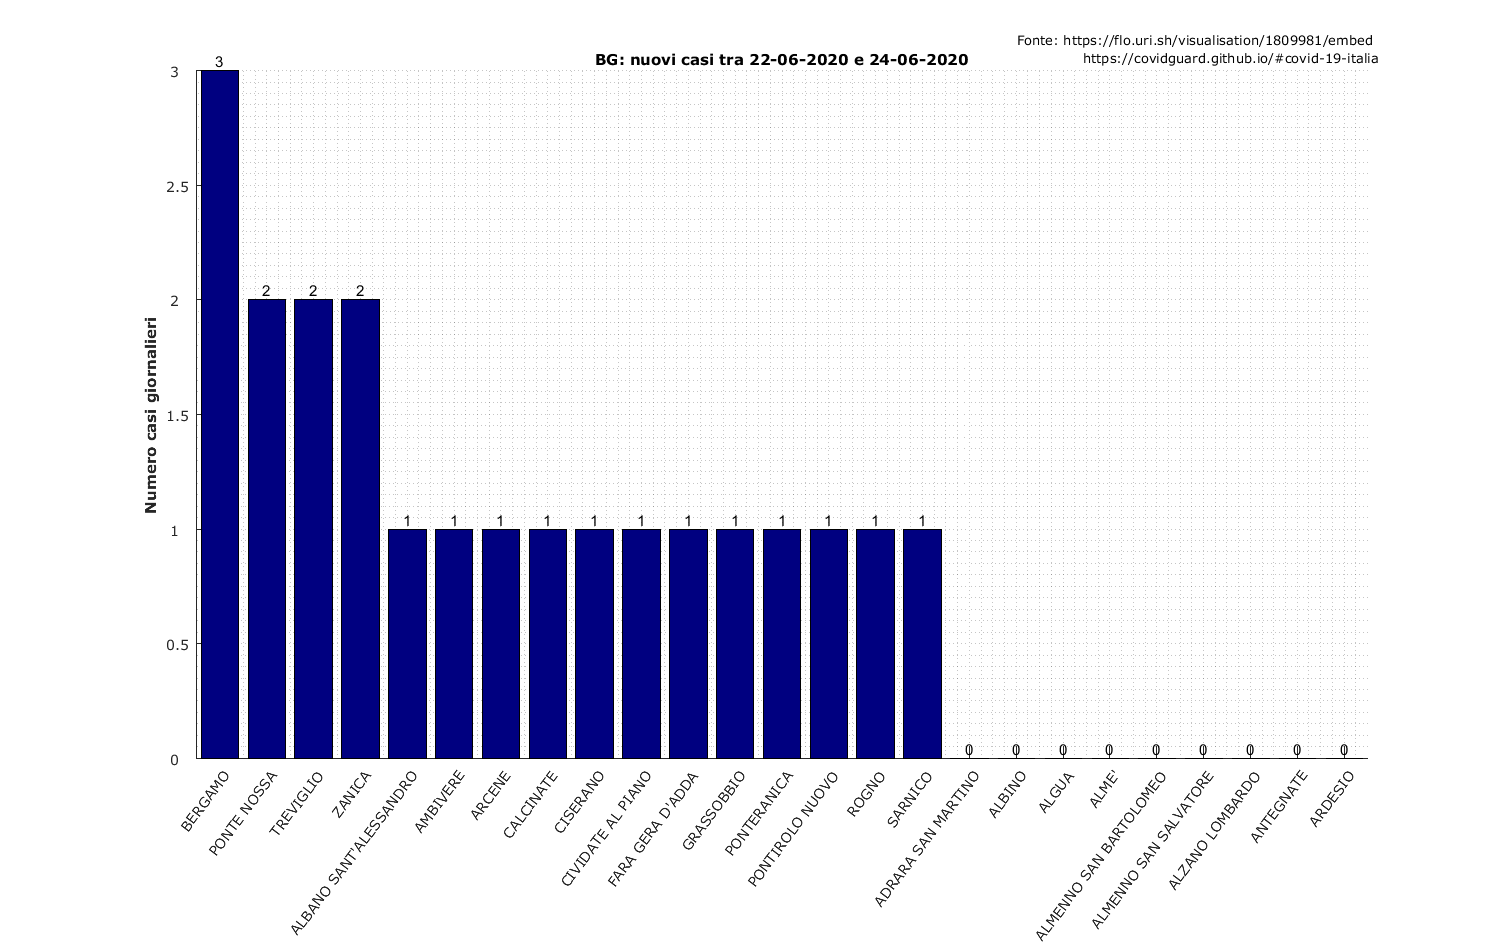 Fonte: https://flo.uri.sh/visualisation/1809981/embed
https://covidguard.github.io/#covid-19-italia
BG: nuovi casi tra 22-06-2020 e 24-06-2020
Numero casi giornalieri
3
2.5
2
1.5
1
0.5
0
3
2
2
2
1
1
1
1
1
1
1
1
1
1
1
1
0
0
0
0
0
0
0
0
0
BERGAMO
PONTE NOSSA
TREVIGLIO
ZANICA
ALBANO SANT'ALESSANDRO
AMBIVERE
ARCENE
CALCINATE
CISERANO
CIVIDATE AL PIANO
FARA GERA D'ADDA
GRASSOBBIO
PONTERANICA
PONTIROLO NUOVO
ROGNO
SARNICO
ADRARA SAN MARTINO
ALBINO
ALGUA
ALME'
ALMENNO SAN BARTOLOMEO
ALMENNO SAN SALVATORE
ALZANO LOMBARDO
ANTEGNATE
ARDESIO